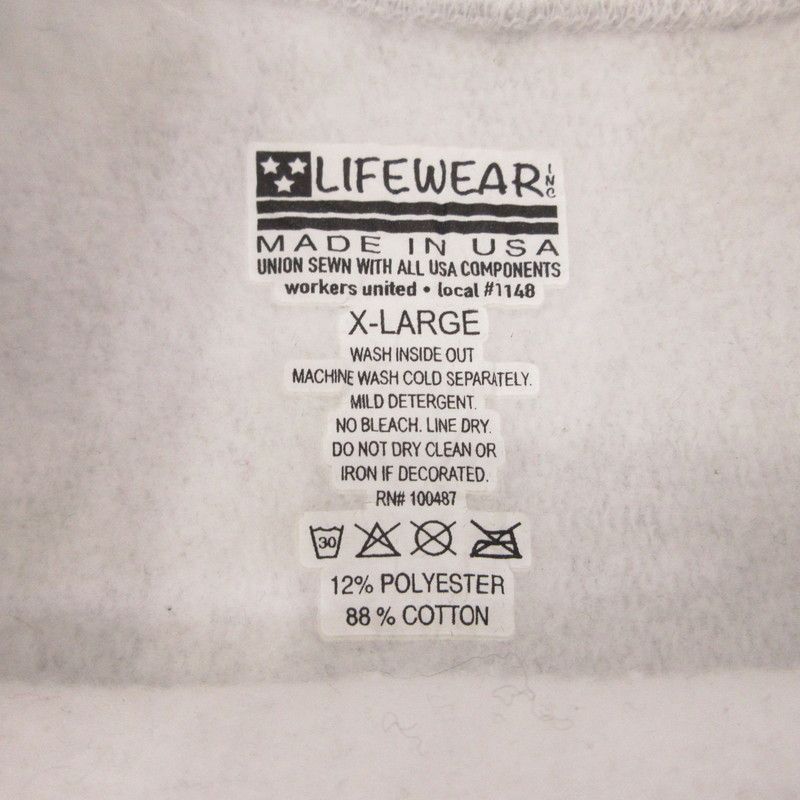 LIFEWEAR INC
MADE IN USA
UNION SEWN WITH ALL USA COMPONENTS
workers united • local #1148
X-LARGE
WASH INSIDE OUT
MACHINE WASH COLD SEPARATELY.
MILD DETERGENT.
NO BLEACH. LINE DRY.
DO NOT DRY CLEAN OR
IRON IF DECORATED.
RN# 100487
30
12% POLYESTER
88 % COTTON